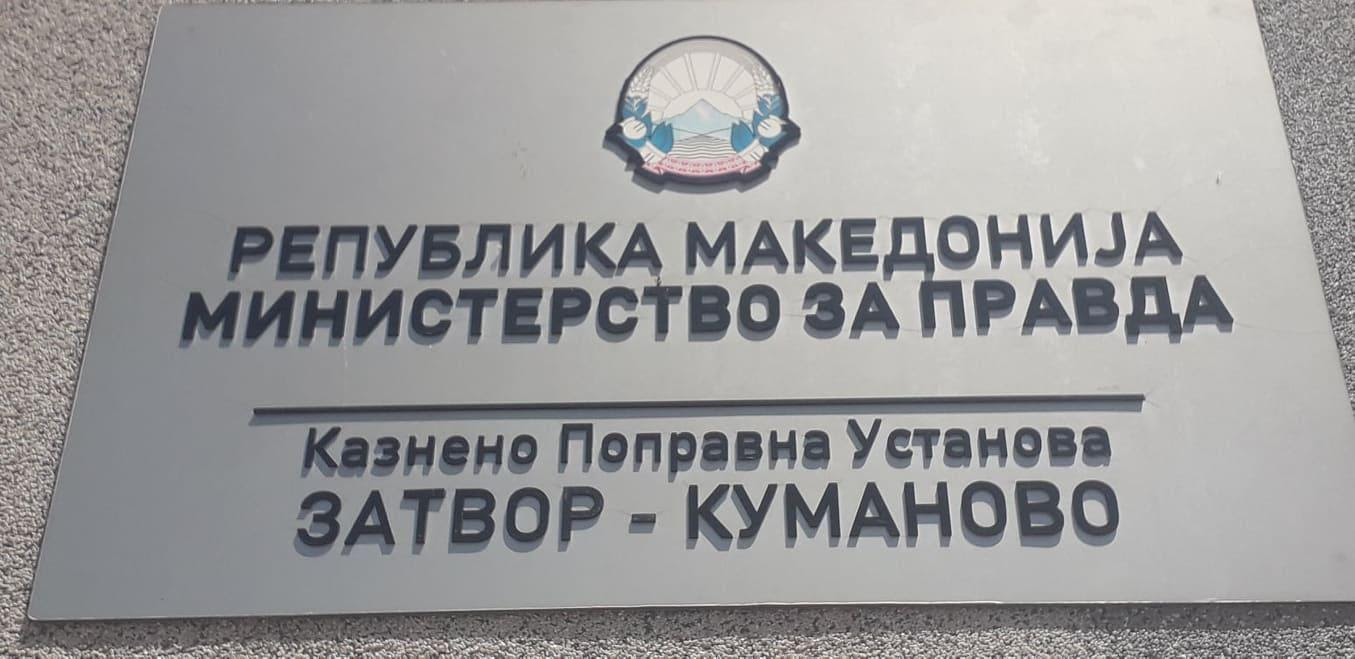 РЕПУБЛИКА МАКЕДОНИЈА
МИНИСТЕРСТВО ЗА ПРАВДА
Казнено Поправна Установа
ЗАТВОР - КУМАНОВО